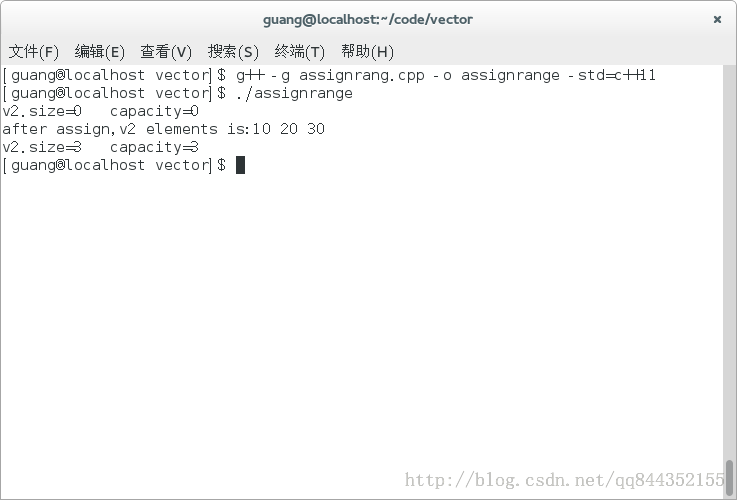 guang@localhost:~/code/vector ×
文件(F) 编辑(E) 查看(V) 搜索(S) 终端(T) 帮助(H)
[guang@localhost vector]$ g++ -g assignrang.cpp -o assignrange -std=c++11
[guang@localhost vector]$ ./assignrange
v2.size=0 capacity=0
after assign,v2 elements is:10 20 30
v2.size=3 capacity=3
[guang@localhost vector]$
http://blog.csdn.net/qq844352155